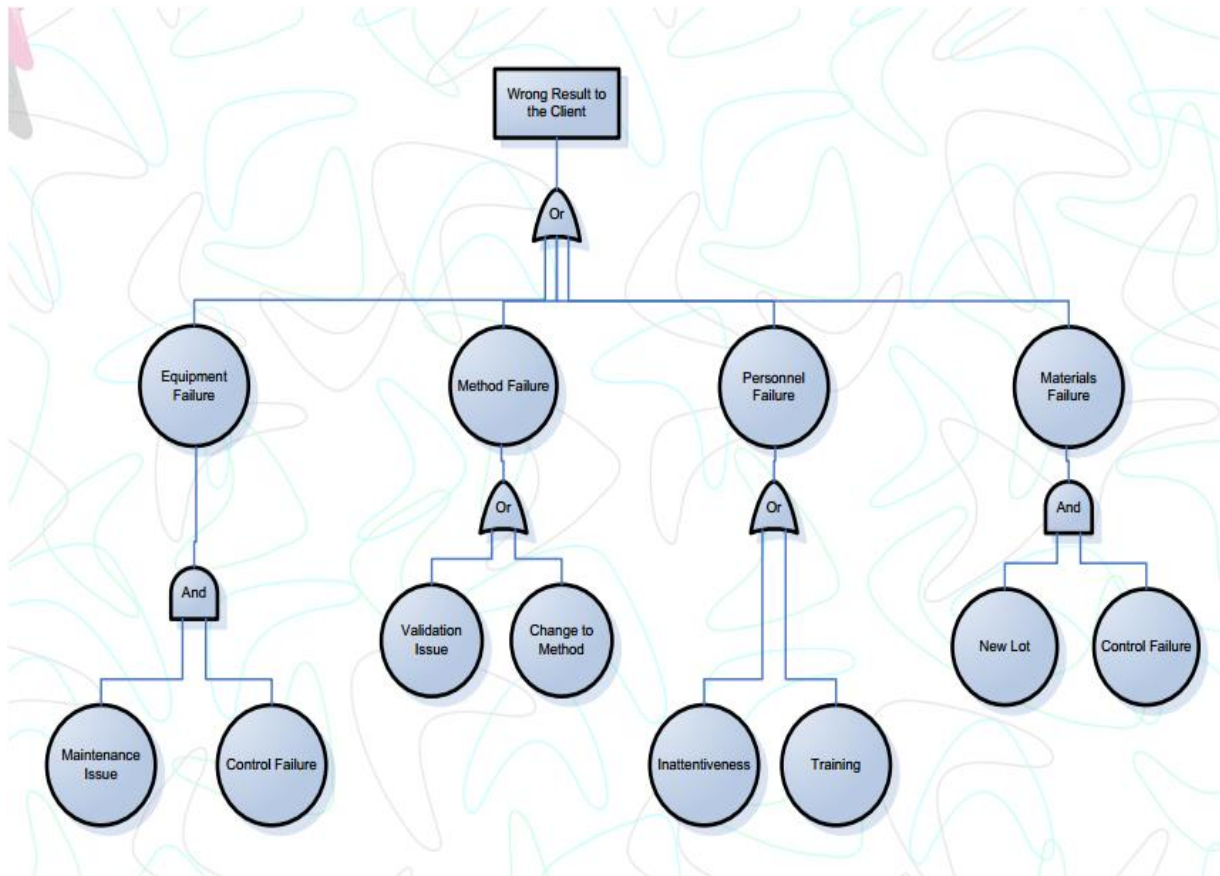 Wrong Result to
the Client
Or
Equipment
Failure
Method Failure
Personnel
Failure
Materials
Failure
Or
Or
And
And
Validation
Issue
Change to
Method
New Lot
Control Failure
Maintenance
Issue
Control Failure
Inattentiveness
Training